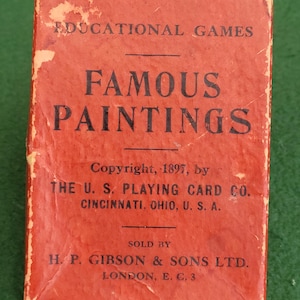 EDUCATIONAL GAMES
FAMOUS
PAINTINGS
Copyright, 1897, by
THE U. S. PLAYING CARD CO.
CINCINNATI, OHIO, U. S. A.
SOLD BY
H. P. GIBSON & SONS LTD.
LONDON, E. C. 3